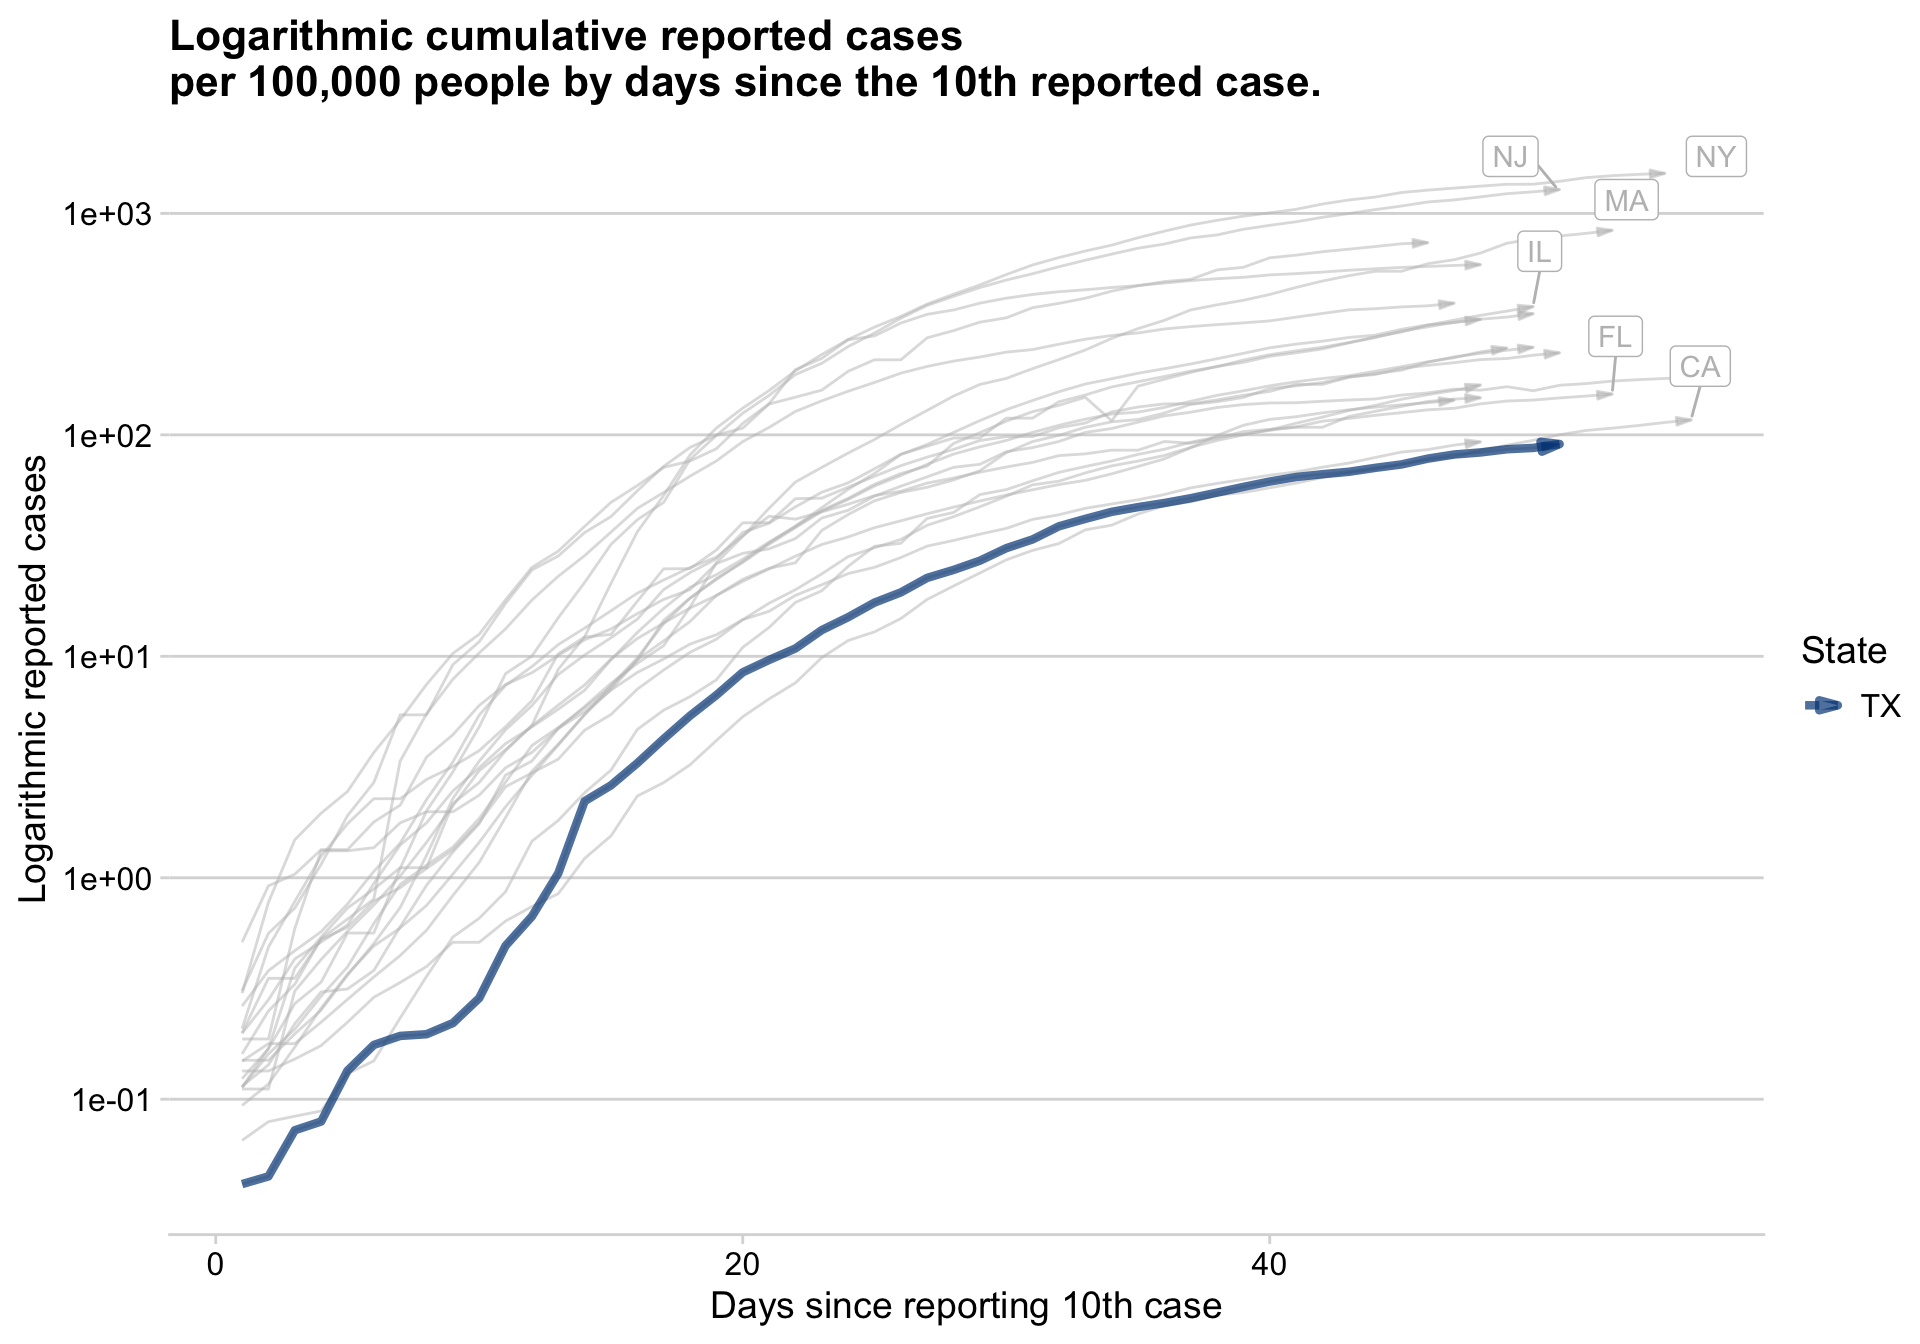 Logarithmic cumulative reported cases
per 100,000 people by days since the 10th reported case.
NJ
NY
MA
IL
FL
CA
1e+03
1e+02
1e+01
1e+00
1e-01
Logarithmic reported cases
0
20
40
Days since reporting 10th case
State
TX